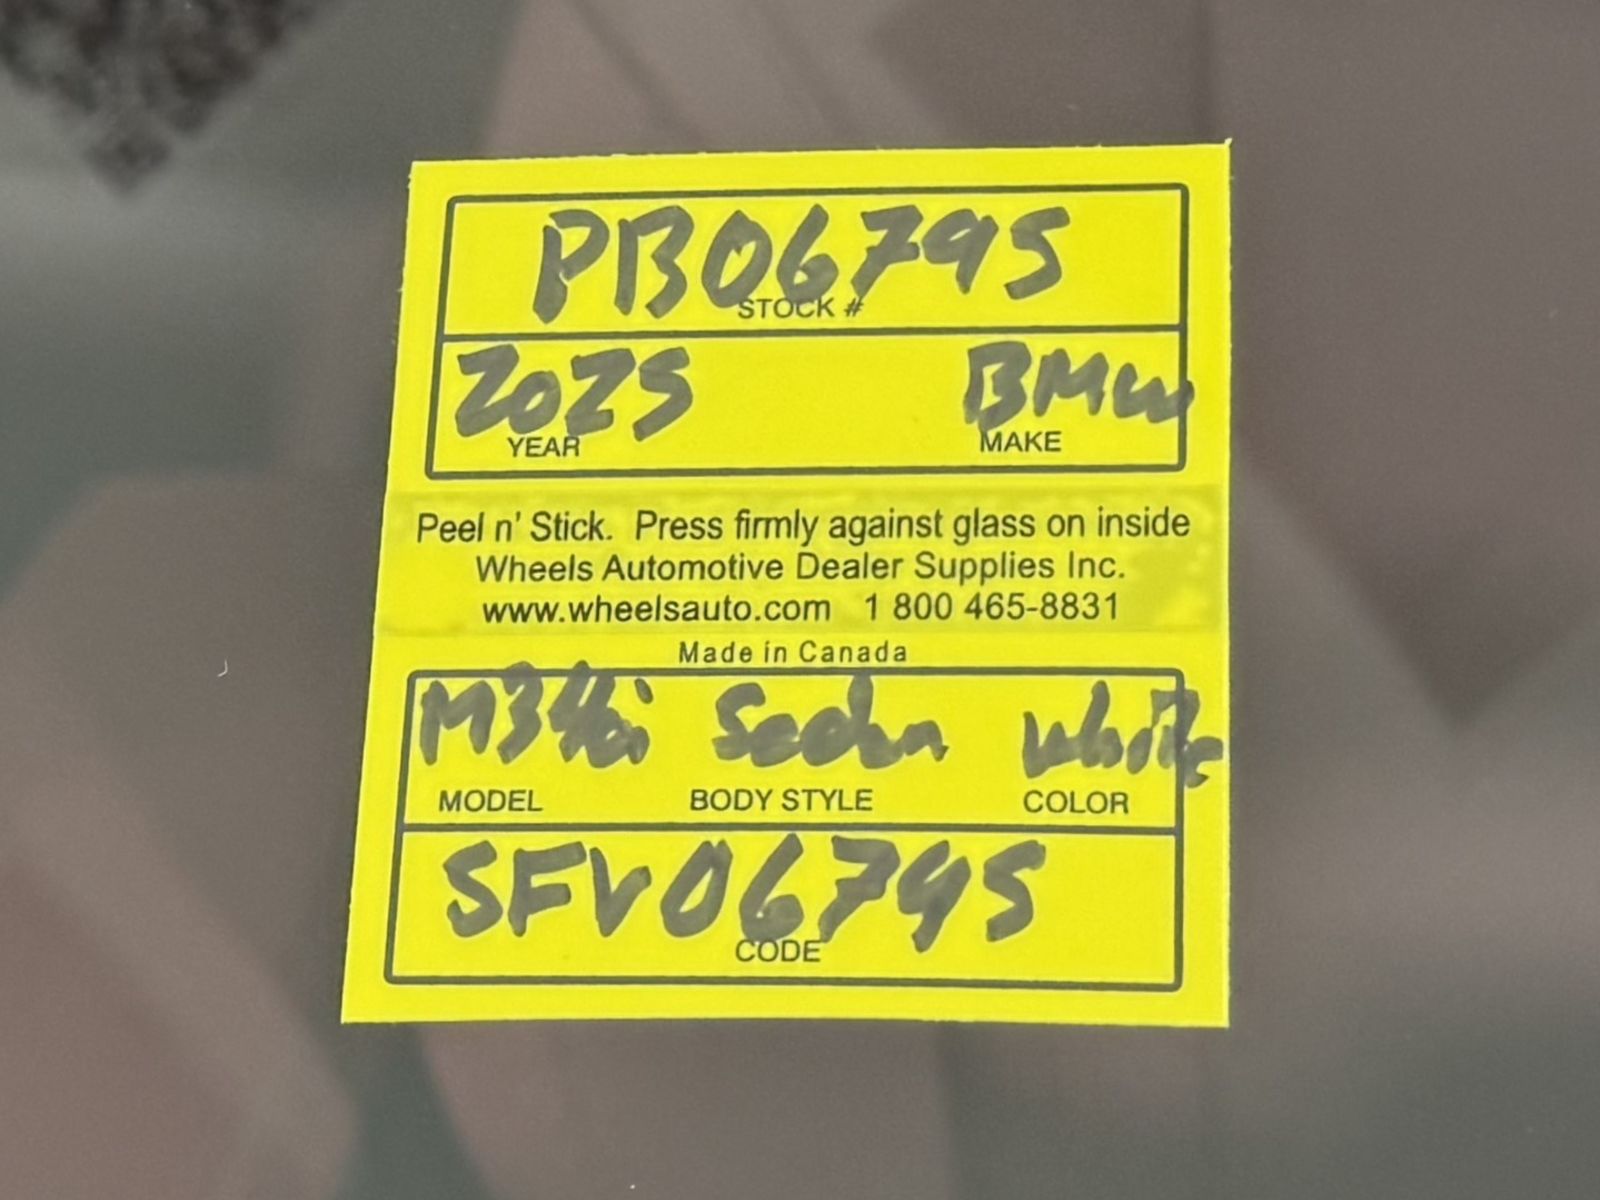 PB06795
STOCK #
2025 BMW
YEAR MAKE
Peel n' Stick. Press firmly against glass on inside
Wheels Automotive Dealer Supplies Inc.
www.wheelsauto.com 1 800 465-8831
Made in Canada
Sedan White
MODEL BODY STYLE COLOR
SFV06795
CODE